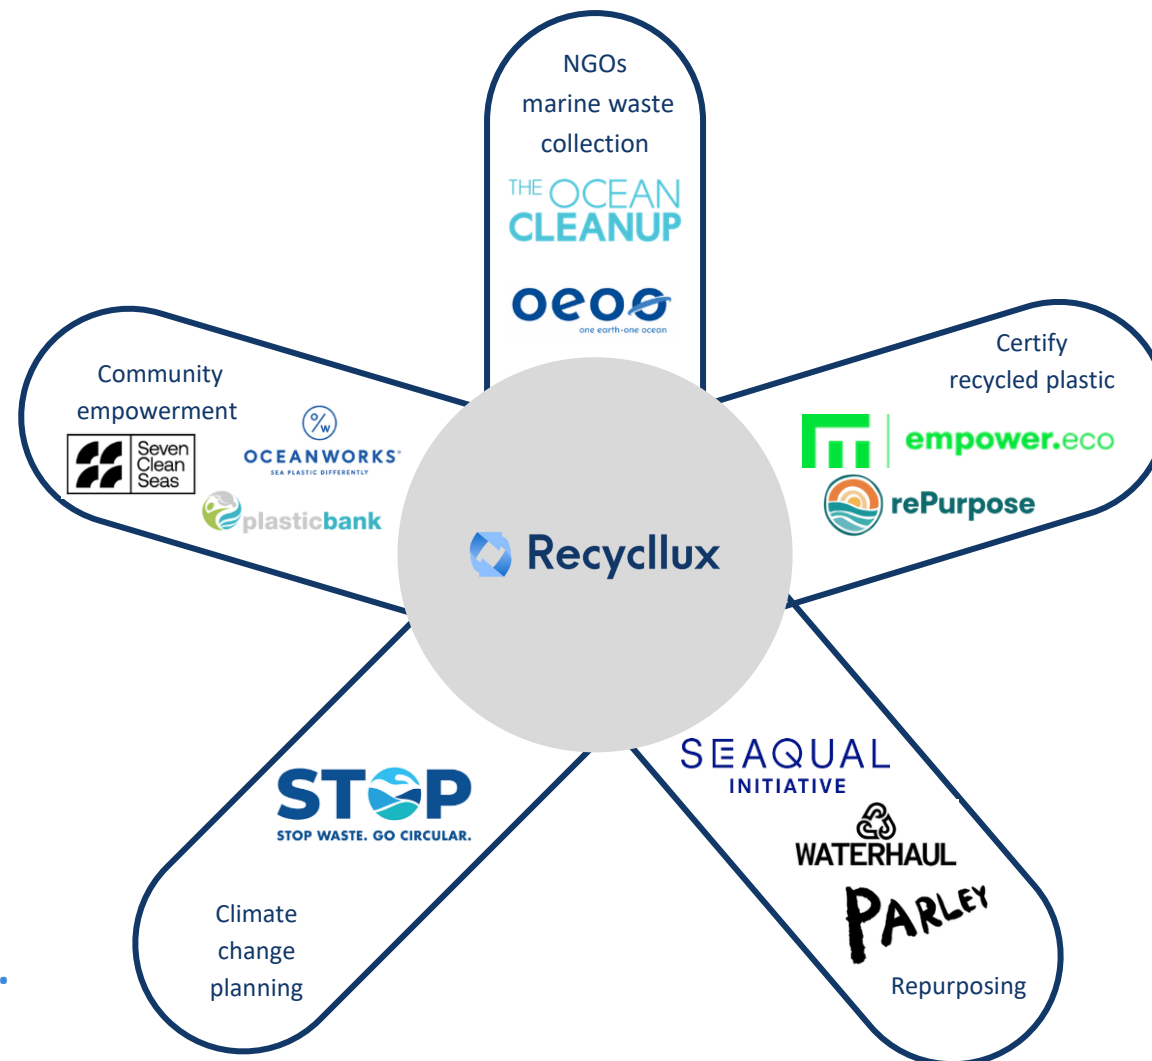 NGOs
marine waste
collection
THE OCEAN
CLEANUP
oeoo
one earth-one ocean
Certify
recycled plastic
empower.eco
rePurpose
Community
empowerment
Seven
Clean
Seas
%w
OCEANWORKS®
SEA PLASTIC DIFFERENTLY
plasticbank
Recycllux
STOP
STOP WASTE. GO CIRCULAR.
Climate
change
planning
SEAQUAL
INITIATIVE
WATERHAUL
PARLEY
Repurposing